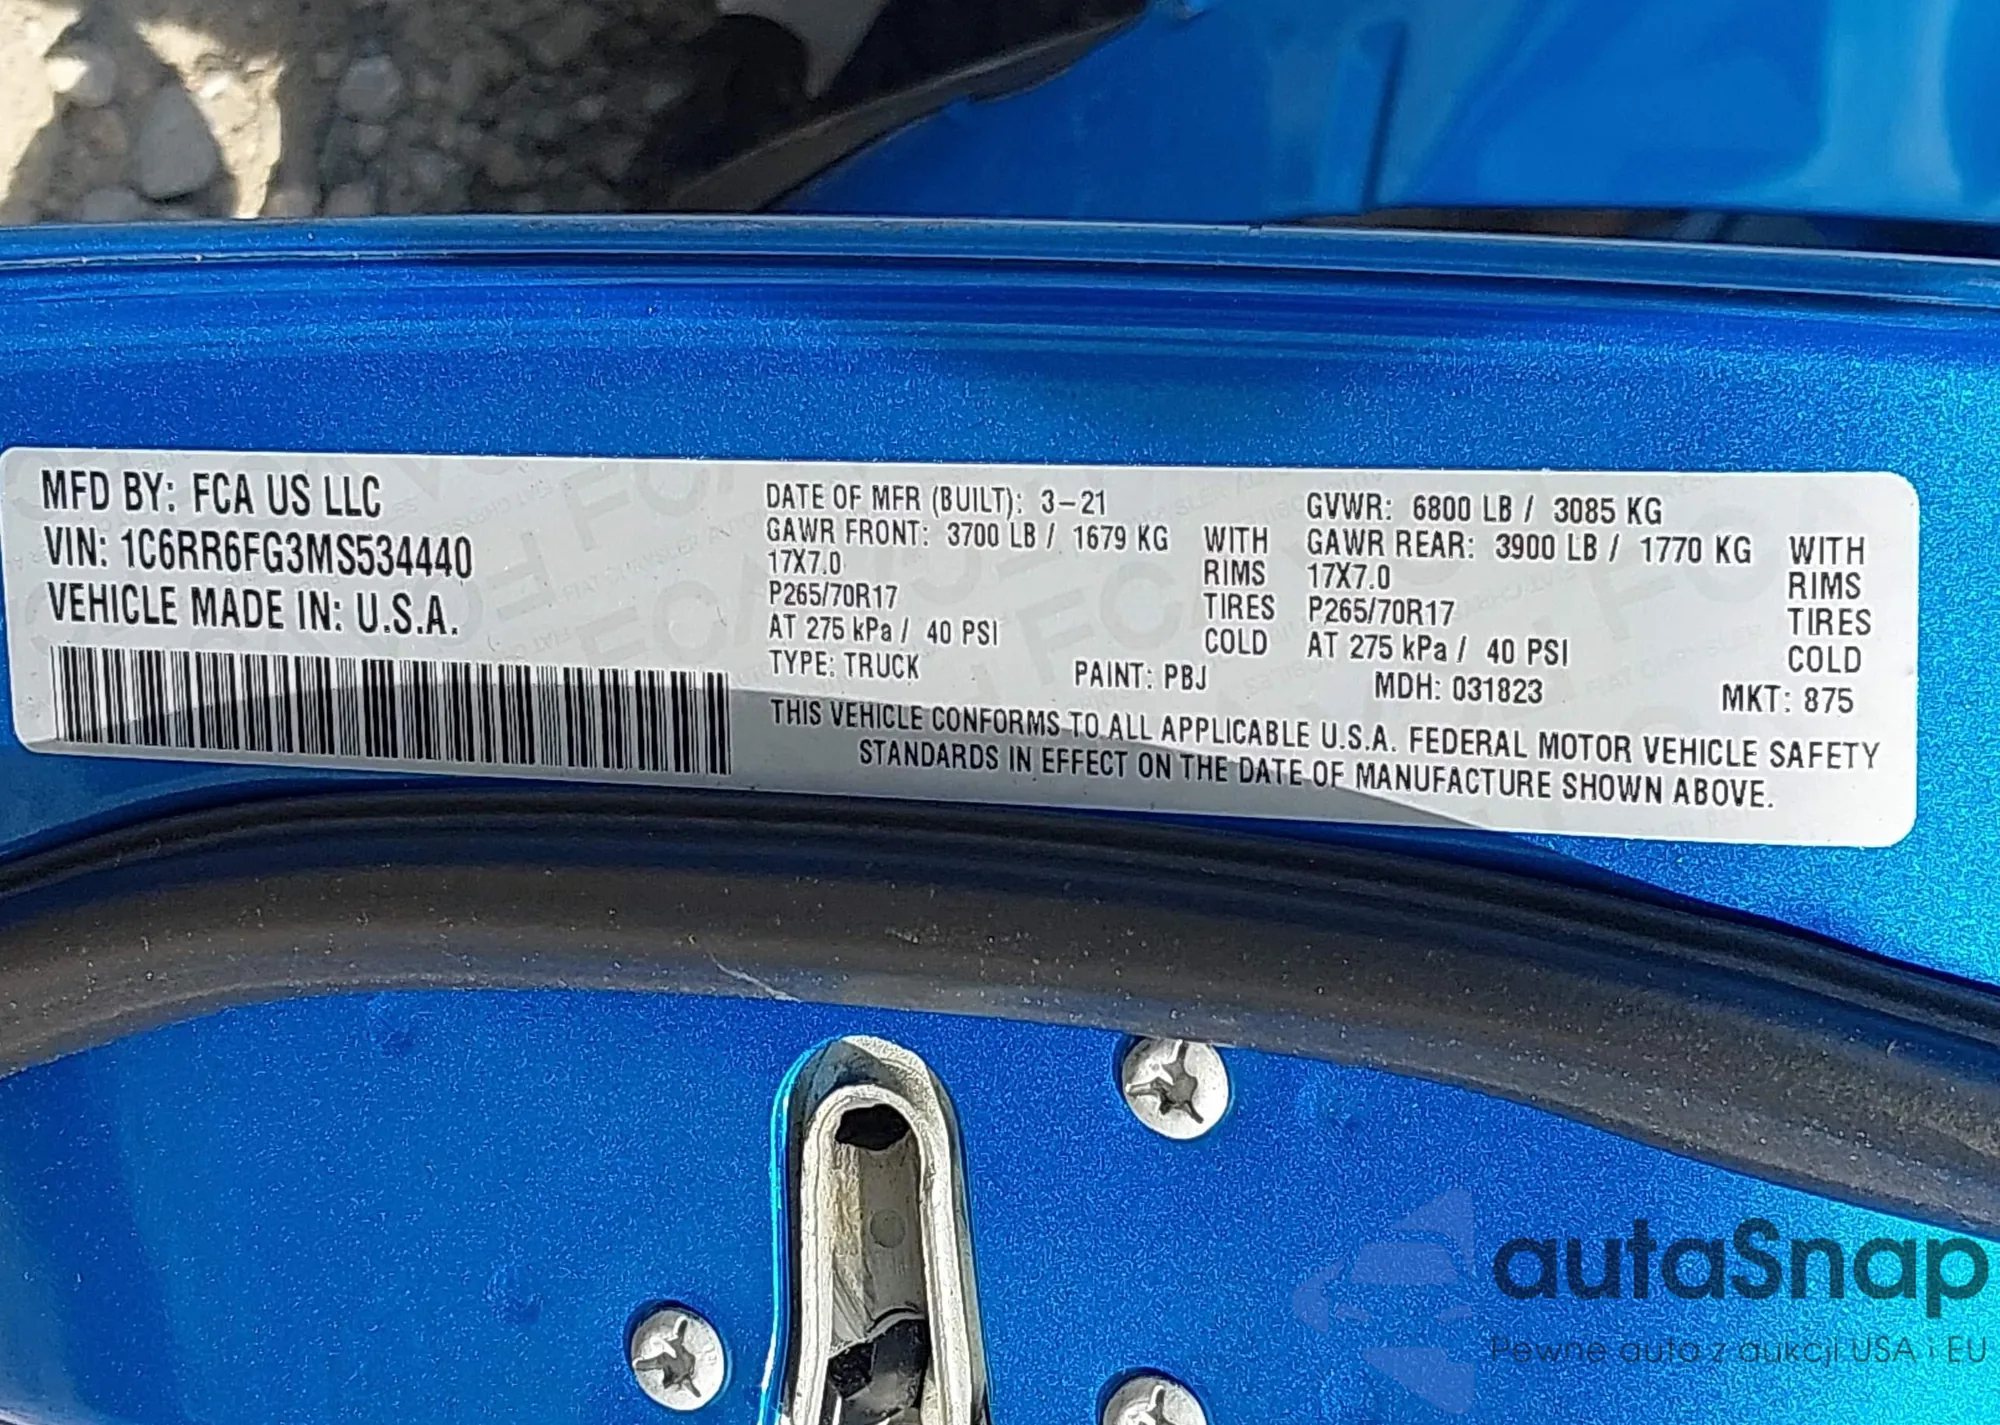 MFD BY: FCA US LLC
VIN: 1C6RR6FG3MS534440
VEHICLE MADE IN: U.S.A.
DATE OF MFR (BUILT): 3-21
GVWR: 6800 LB / 3085 KG
GAWR FRONT: 3700 LB / 1679 KG WITH
17X7.0 RIMS
P265/70R17 TIRES
AT 275 kPa / 40 PSI COLD
GAWR REAR: 3900 LB / 1770 KG WITH
17X7.0 RIMS
P265/70R17 TIRES
AT 275 kPa / 40 PSI COLD
TYPE: TRUCK PAINT: PBJ MDH: 031823 MKT: 875
THIS VEHICLE CONFORMS TO ALL APPLICABLE U.S.A. FEDERAL MOTOR VEHICLE SAFETY
STANDARDS IN EFFECT ON THE DATE OF MANUFACTURE SHOWN ABOVE.
autaSnap
Pewne auto z aukcji USA i EU